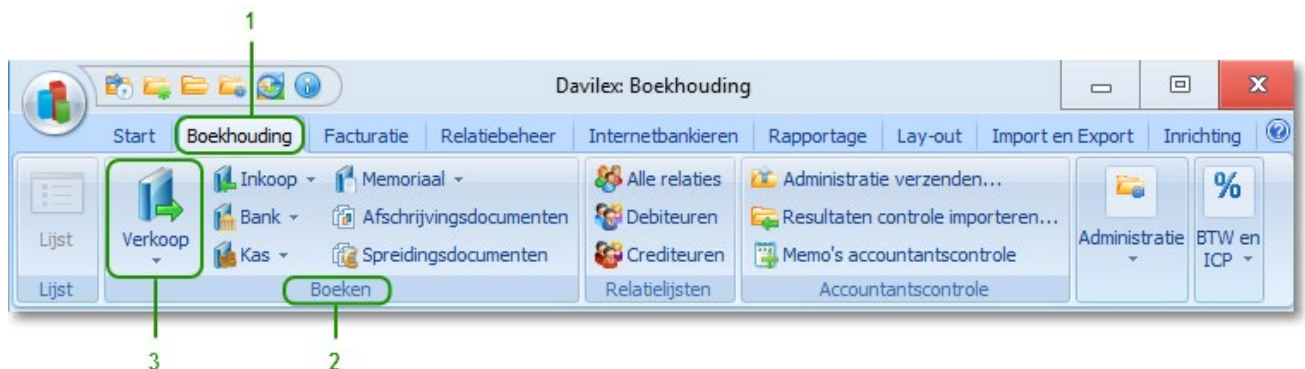 1
Davilex: Boekhouding
Start Boekhouding Facturatie Relatiebeheer Internetbankieren Rapportage Lay-out Import en Export Inrichting
Inkoop Memoriaal Alle relaties Administratie verzenden... %
Lijst Verkoop Bank Afschrijvingsdocumenten Debiteuren Resultaten controle importeren... Administratie BTW en
Kas Spreidingsdocumenten Crediteuren Memo's accountantscontrole ICP
Lijst Boeken Relatielijsten Accountantscontrole
3 2